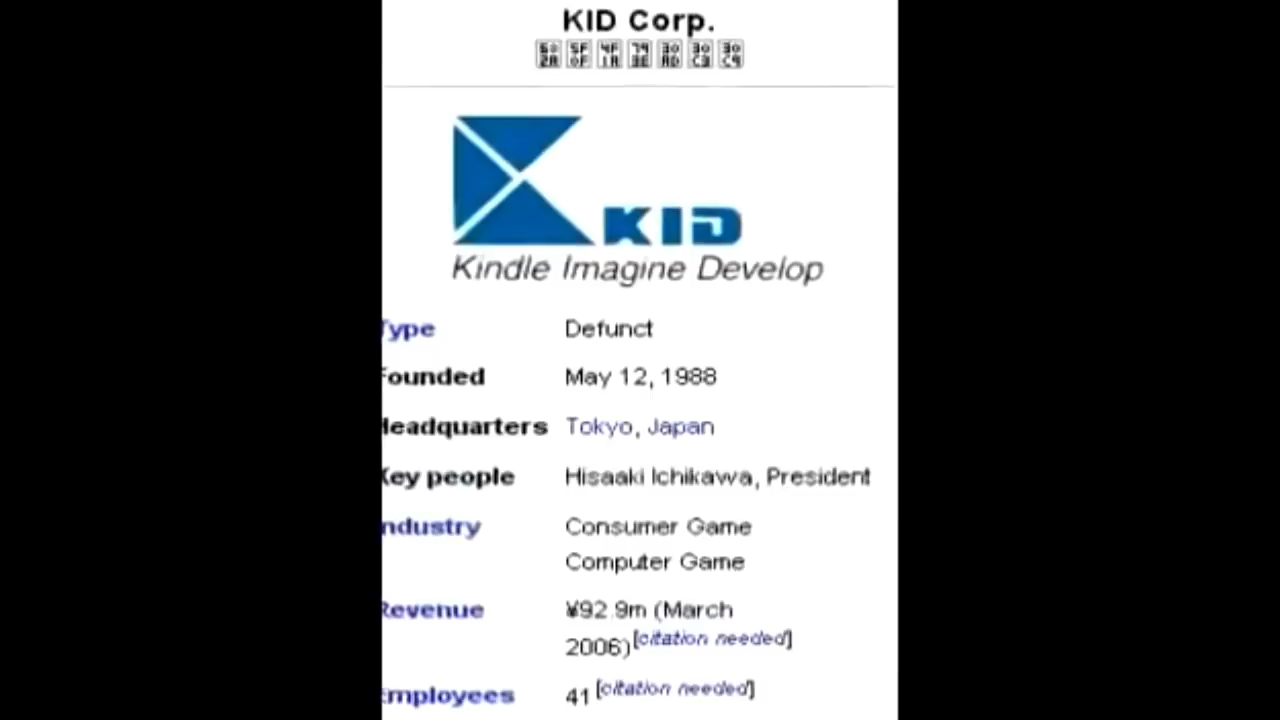 KID Corp.
KID
Kindle Imagine Develop
Type Defunct
Founded May 12, 1988
Headquarters Tokyo, Japan
Key people Hisaaki Ichikawa, President
Industry Consumer Game
Computer Game
Revenue ¥92.9m (March
2006)[citation needed]
Employees 41 [citation needed]